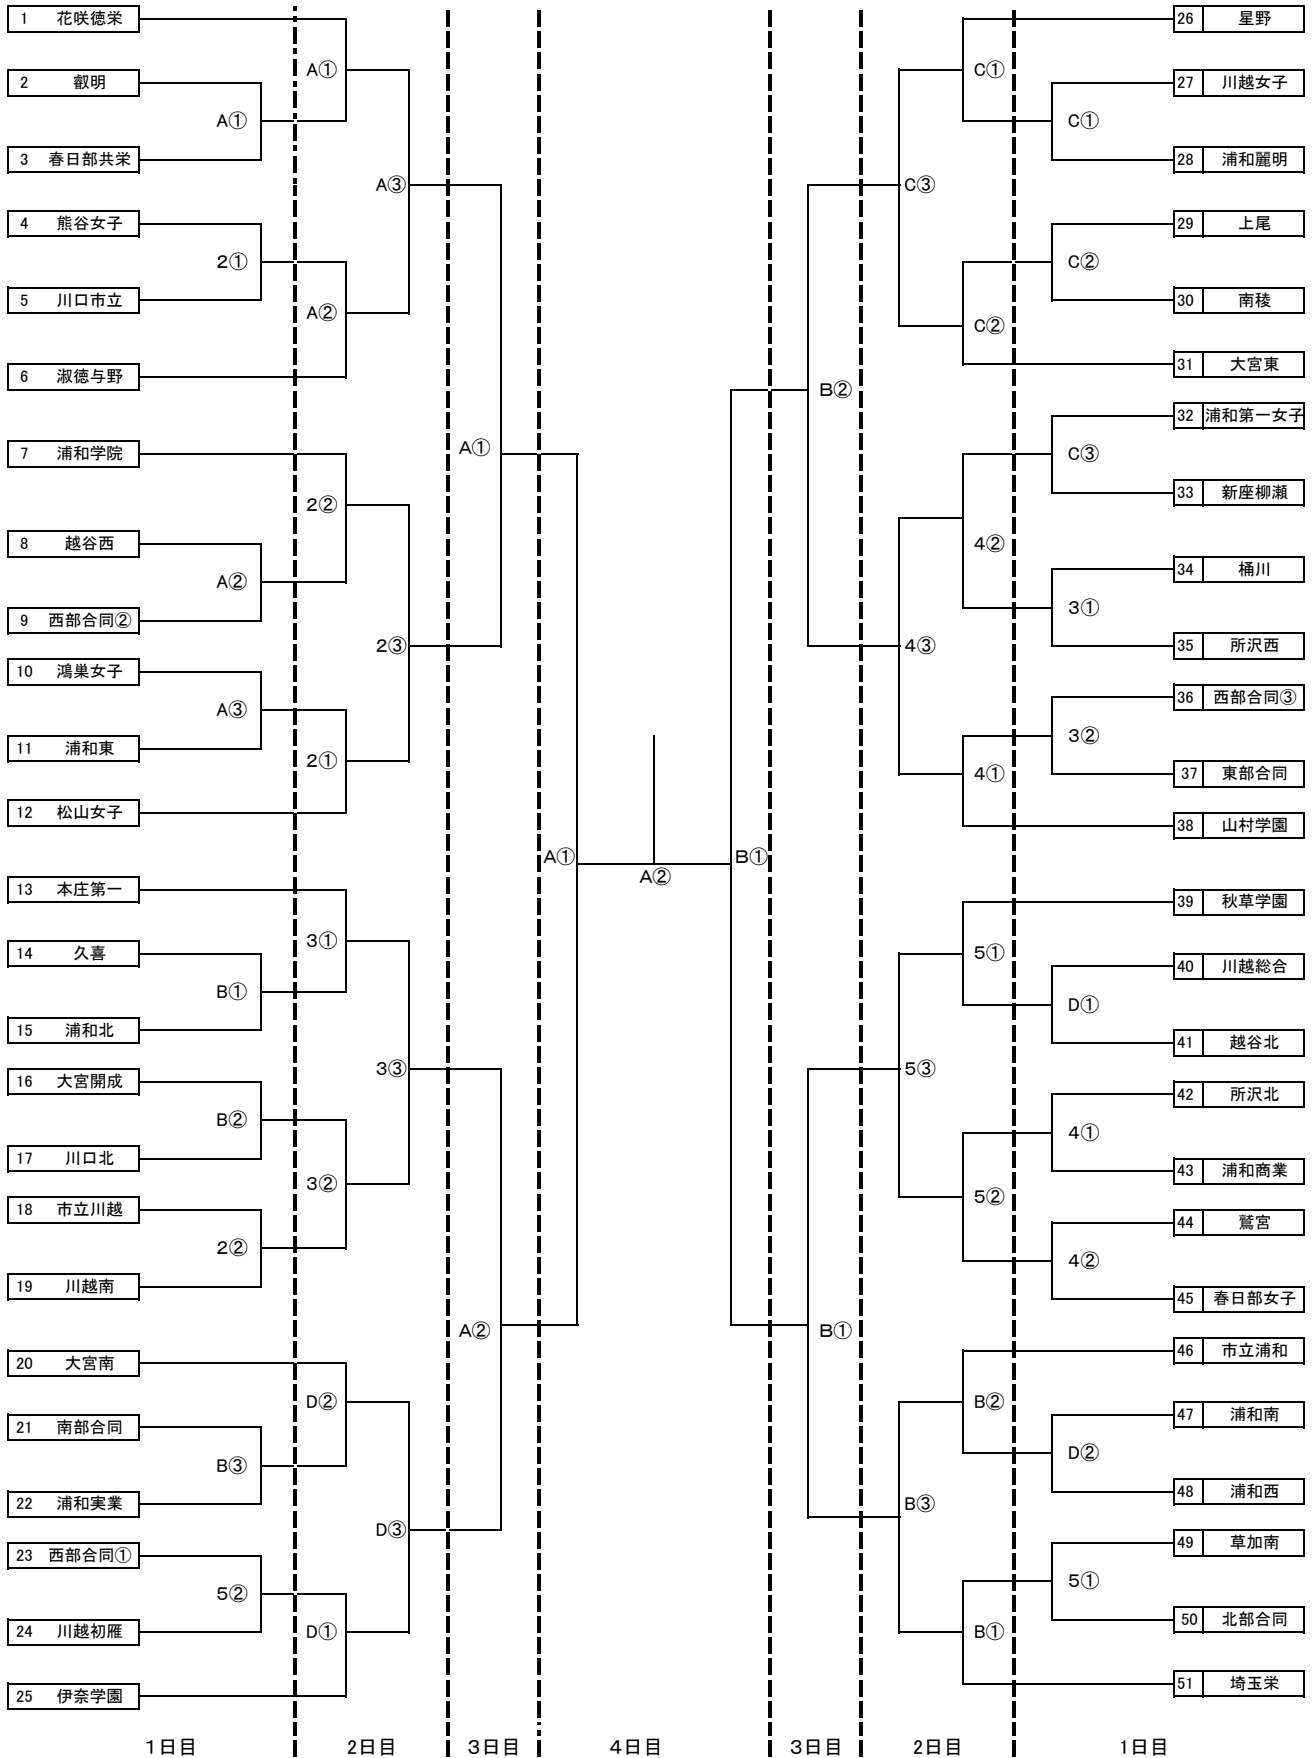 1 花咲徳栄
2 叡明
3 春日部共栄
4 熊谷女子
5 川口市立
6 淑徳与野
7 浦和学院
8 越谷西
9 西部合同②
10 鴻巣女子
11 浦和東
12 松山女子
13 本庄第一
14 久喜
15 浦和北
16 大宮開成
17 川口北
18 市立川越
19 川越南
20 大宮南
21 南部合同
22 浦和実業
23 西部合同①
24 川越初雁
25 伊奈学園
A①
2①
A②
A③
B①
B②
2②
B③
5②
A①
A②
2②
2①
3①
3②
D②
D①
A③
2③
3③
D③
A①
A②
A①
A②
B①
B②
B①
C③
4③
5③
B③
C①
C②
4②
4①
5①
5②
B②
B①
C①
C②
C③
3①
3②
D①
4①
4②
D②
5①
26 星野
27 川越女子
28 浦和麗明
29 上尾
30 南稜
31 大宮東
32 浦和第一女子
33 新座柳瀬
34 桶川
35 所沢西
36 西部合同③
37 東部合同
38 山村学園
39 秋草学園
40 川越総合
41 越谷北
42 所沢北
43 浦和商業
44 鷲宮
45 春日部女子
46 市立浦和
47 浦和南
48 浦和西
49 草加南
50 北部合同
51 埼玉栄
1日目 2日目 3日目 4日目 3日目 2日目 1日目